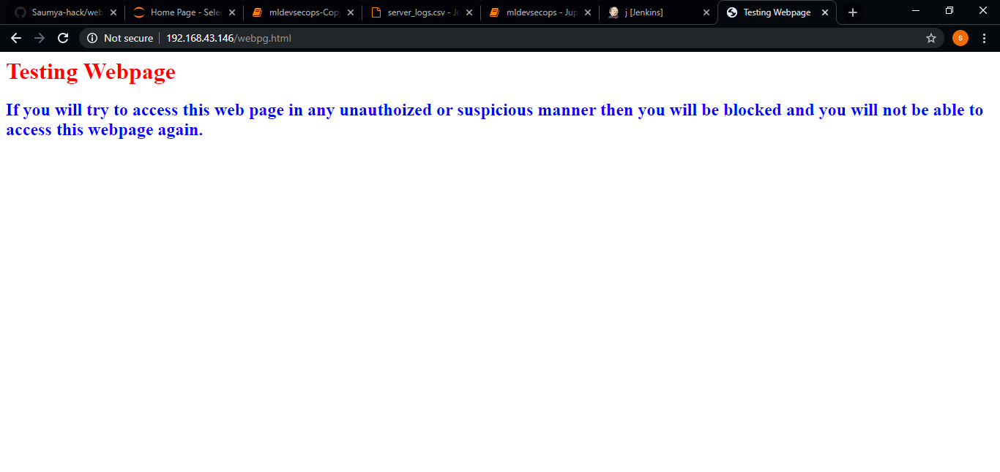 Saumya-hack/web
Home Page - Selec
mldevsecops-Copy
server_logs.csv - Ju
mldevsecops - Jup
j [Jenkins]
Testing Webpage
Not secure
192.168.43.146/webpg.html
s
Testing Webpage
If you will try to access this web page in any unauthoized or suspicious manner then you will be blocked and you will not be able to
access this webpage again.